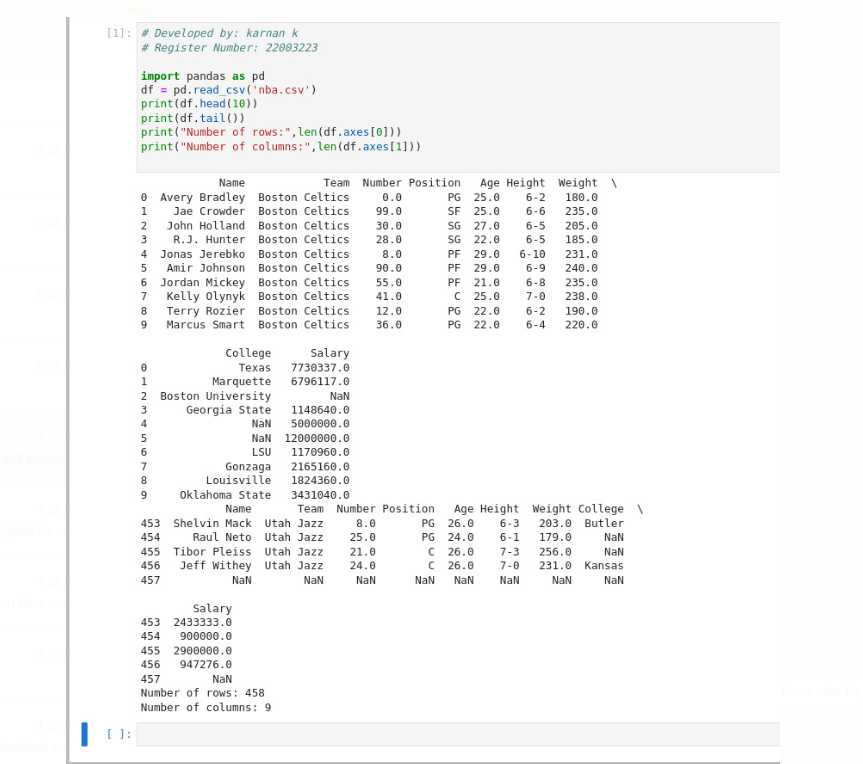 [1]: # Developed by: karnan k
# Register Number: 22003223
import pandas as pd
df = pd.read_csv('nba.csv')
print(df.head(10))
print(df.tail())
print("Number of rows:",len(df.axes[0]))
print("Number of columns:",len(df.axes[1]))
Name Team Number Position Age Height Weight \
0 Avery Bradley Boston Celtics 0.0 PG 25.0 6-2 180.0
1 Jae Crowder Boston Celtics 99.0 SF 25.0 6-6 235.0
2 John Holland Boston Celtics 30.0 SG 27.0 6-5 205.0
3 R.J. Hunter Boston Celtics 28.0 SG 22.0 6-5 185.0
4 Jonas Jerebko Boston Celtics 8.0 PF 29.0 6-10 231.0
5 Amir Johnson Boston Celtics 90.0 PF 29.0 6-9 240.0
6 Jordan Mickey Boston Celtics 55.0 PF 21.0 6-8 235.0
7 Kelly Olynyk Boston Celtics 41.0 C 25.0 7-0 238.0
8 Terry Rozier Boston Celtics 12.0 PG 22.0 6-2 190.0
9 Marcus Smart Boston Celtics 36.0 PG 22.0 6-4 220.0
College Salary
0 Texas 7730337.0
1 Marquette 6796117.0
2 Boston University NaN
3 Georgia State 1148640.0
4 NaN 5000000.0
5 NaN 12000000.0
6 LSU 1170960.0
7 Gonzaga 2165160.0
8 Louisville 1824360.0
9 Oklahoma State 3431040.0
Name Team Number Position Age Height Weight College \
453 Shelvin Mack Utah Jazz 8.0 PG 26.0 6-3 203.0 Butler
454 Raul Neto Utah Jazz 25.0 PG 24.0 6-1 179.0 NaN
455 Tibor Pleiss Utah Jazz 21.0 C 26.0 7-3 256.0 NaN
456 Jeff Withey Utah Jazz 24.0 C 26.0 7-0 231.0 Kansas
457 NaN NaN NaN NaN NaN NaN NaN NaN
Salary
453 2433333.0
454 900000.0
455 2900000.0
456 947276.0
457 NaN
Number of rows: 458
Number of columns: 9
[ ]: